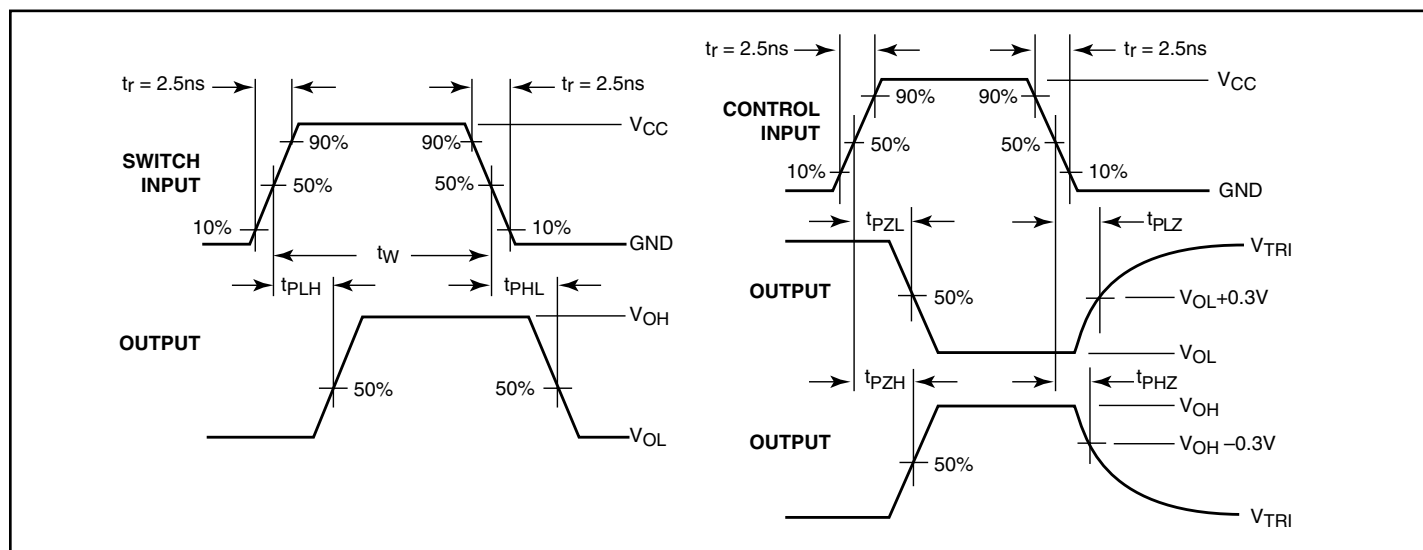 tr = 2.5ns
tr = 2.5ns
VCC
90%
90%
SWITCH
INPUT
50%
50%
10%
10%
GND
tW
tPLH
tPHL
VOH
OUTPUT
50%
50%
VOL
tr = 2.5ns
tr = 2.5ns
VCC
90%
90%
CONTROL
INPUT
50%
50%
10%
10%
GND
tPZL
tPLZ
VTRI
OUTPUT
50%
VOL+0.3V
VOL
tPZH
tPHZ
VOH
OUTPUT
VOH –0.3V
50%
VTRI